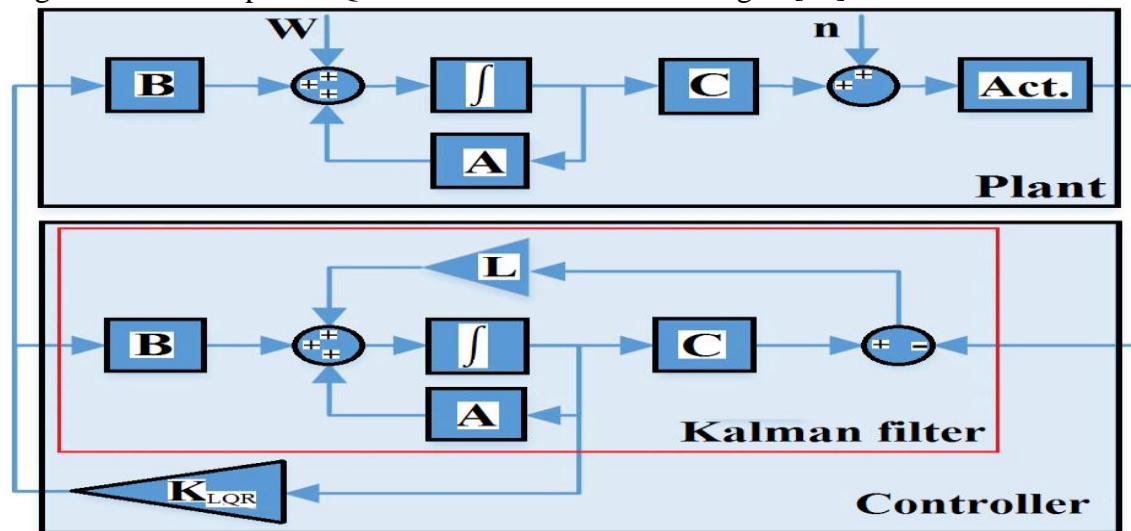 W n
B ∫ C Act.
A
Plant
L
B ∫ C
A
Kalman filter
K_LQR
Controller